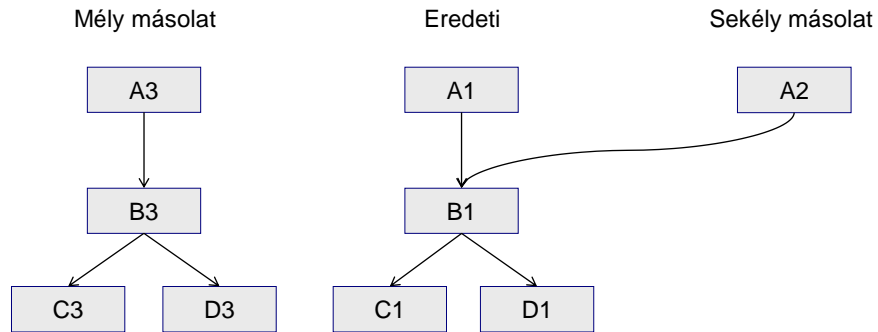 Mély másolat
Eredeti
Sekély másolat
A3
A1
A2
B3
B1
C3
D3
C1
D1